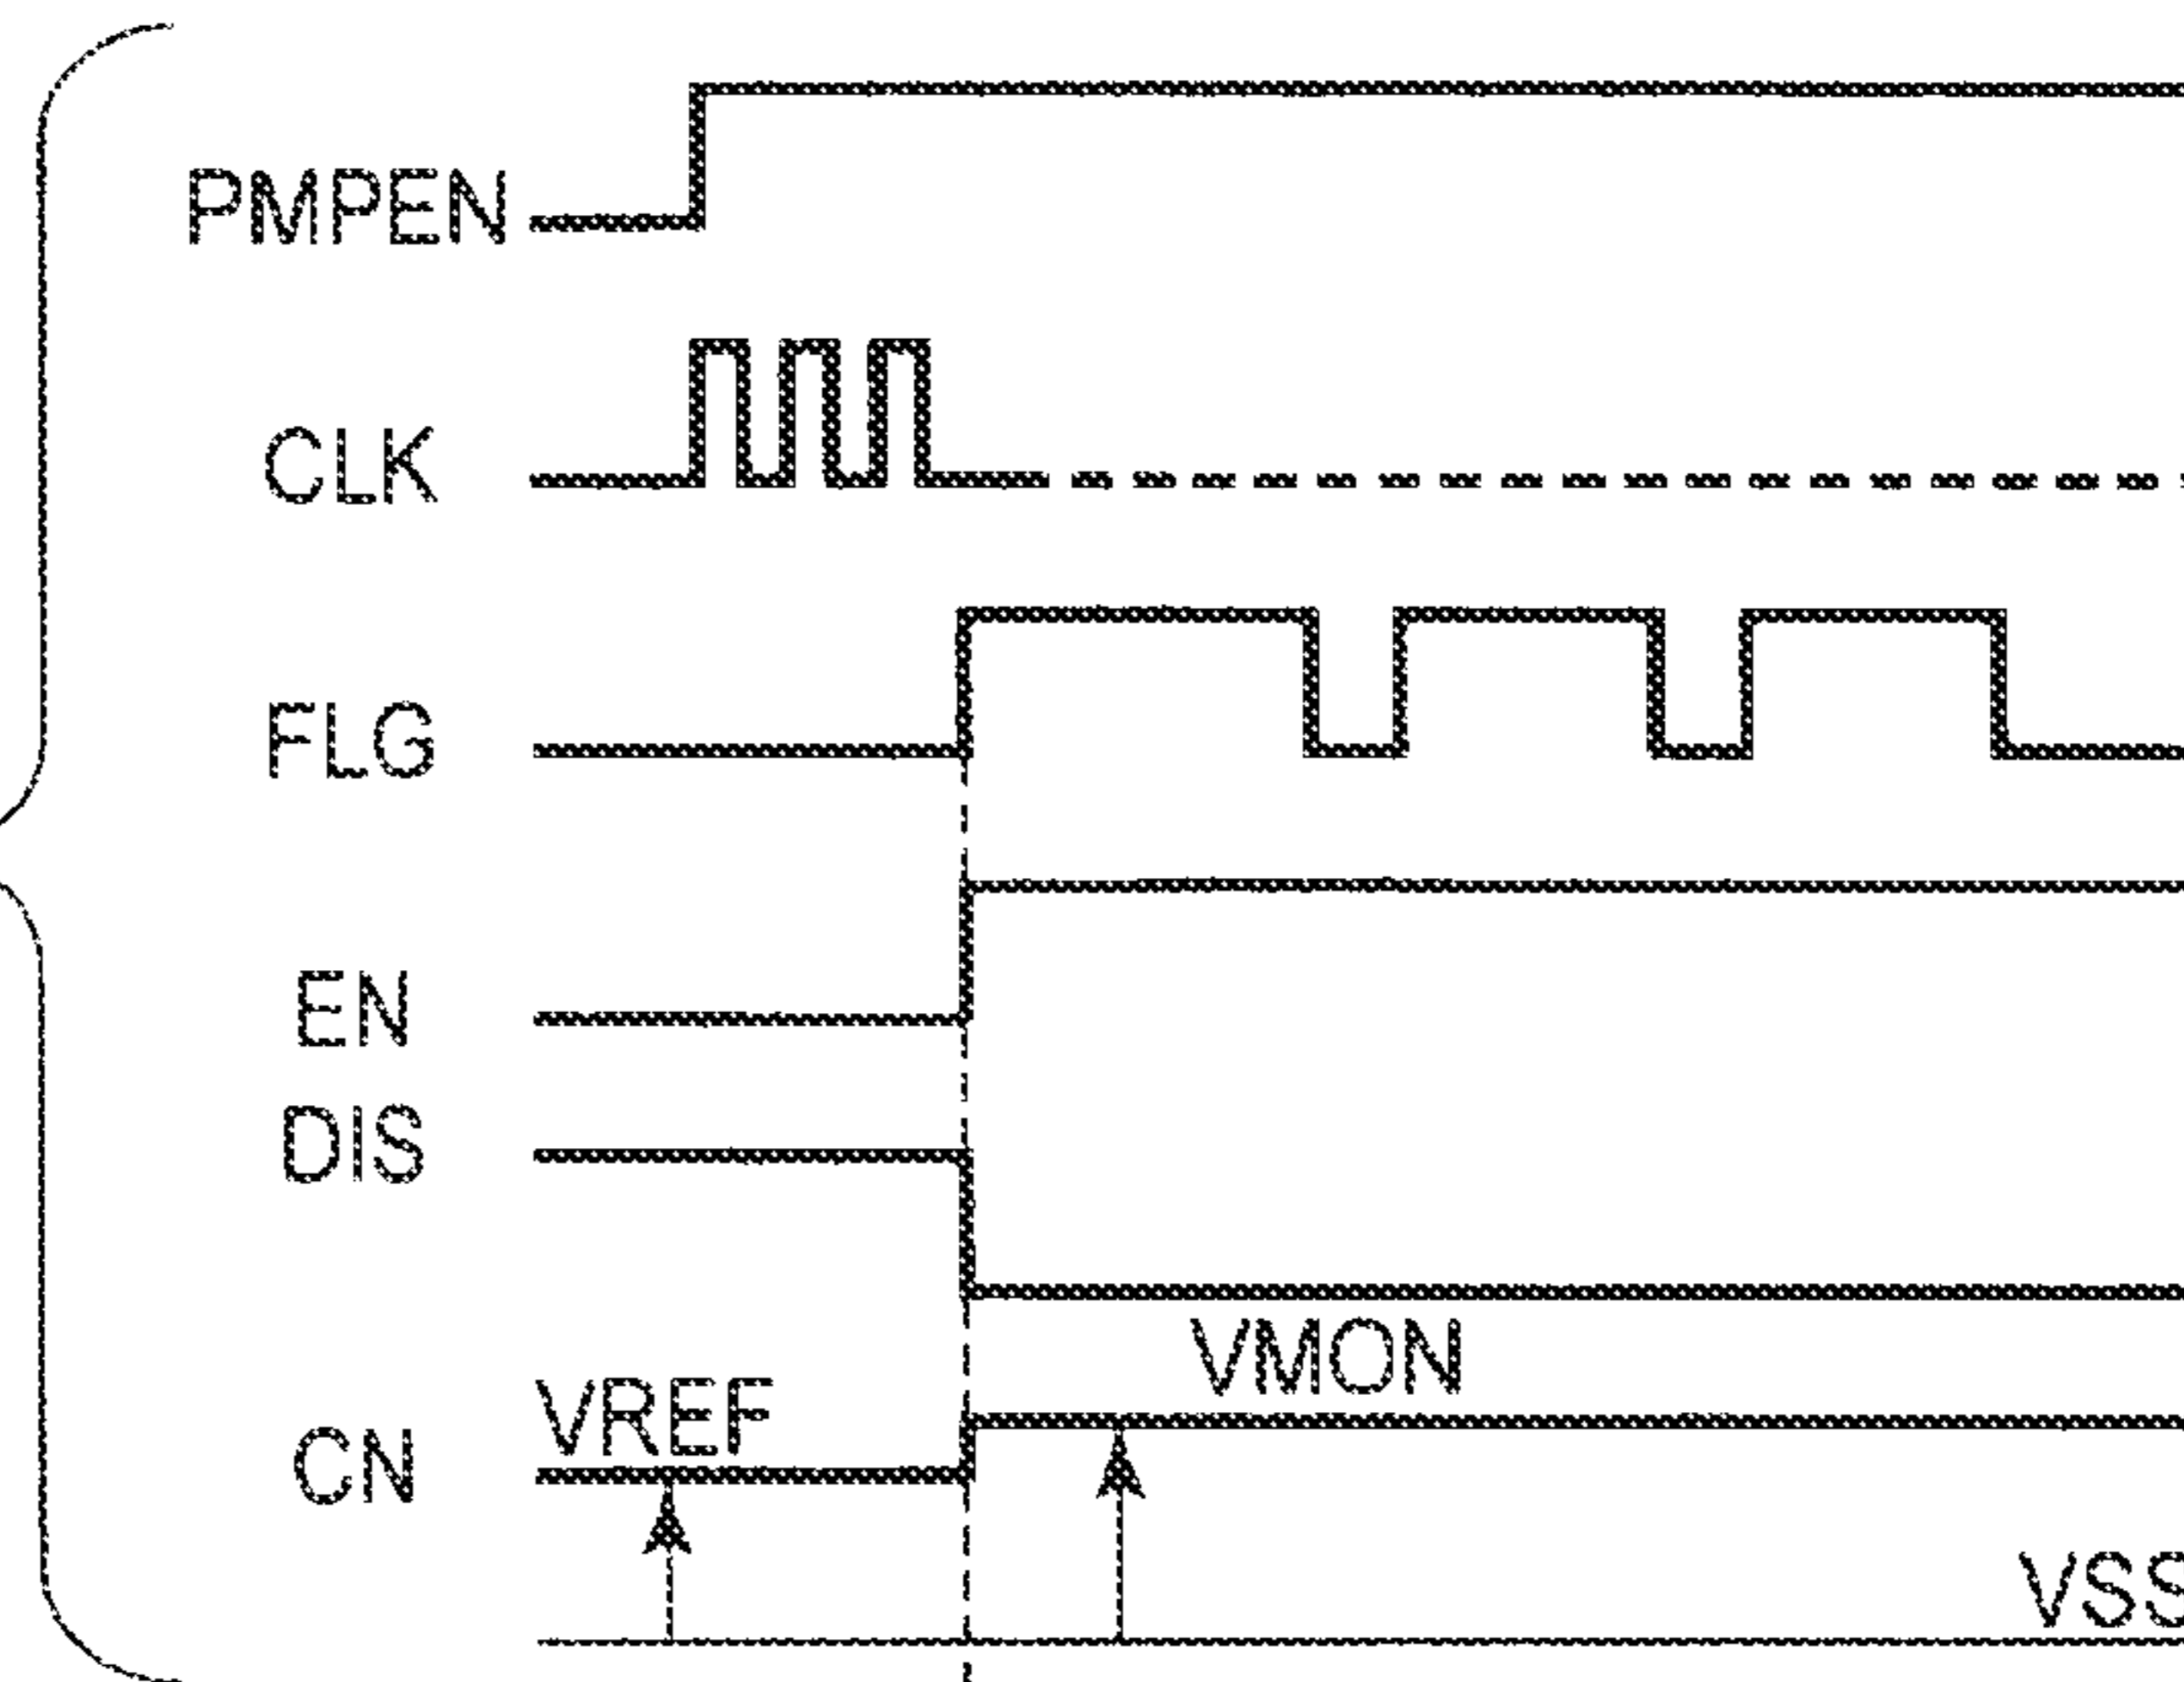 PMPEN
CLK
FLG
EN
DIS
VMON
VREF
CN
VSS